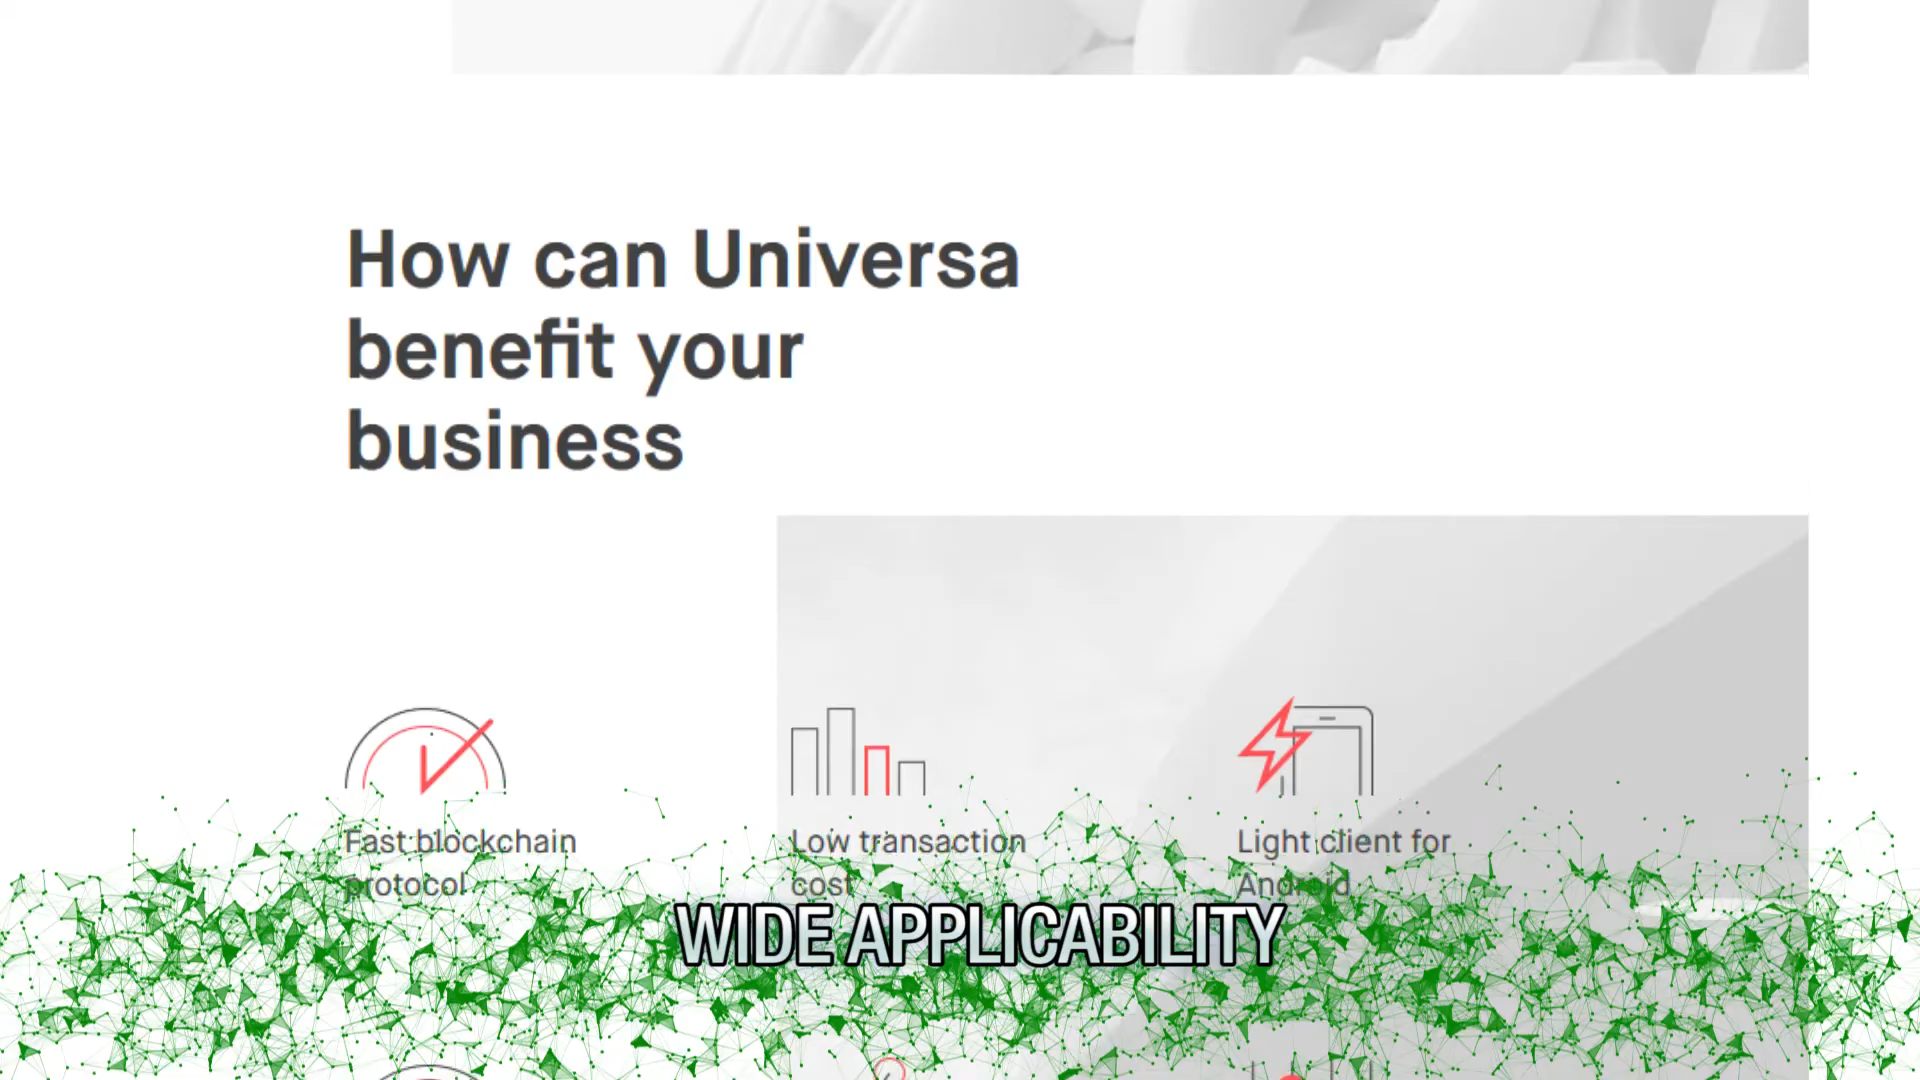 How can Universa
benefit your
business
Fast blockchain
protocol
Low transaction
cost
Light client for
Android
WIDE APPLICABILITY